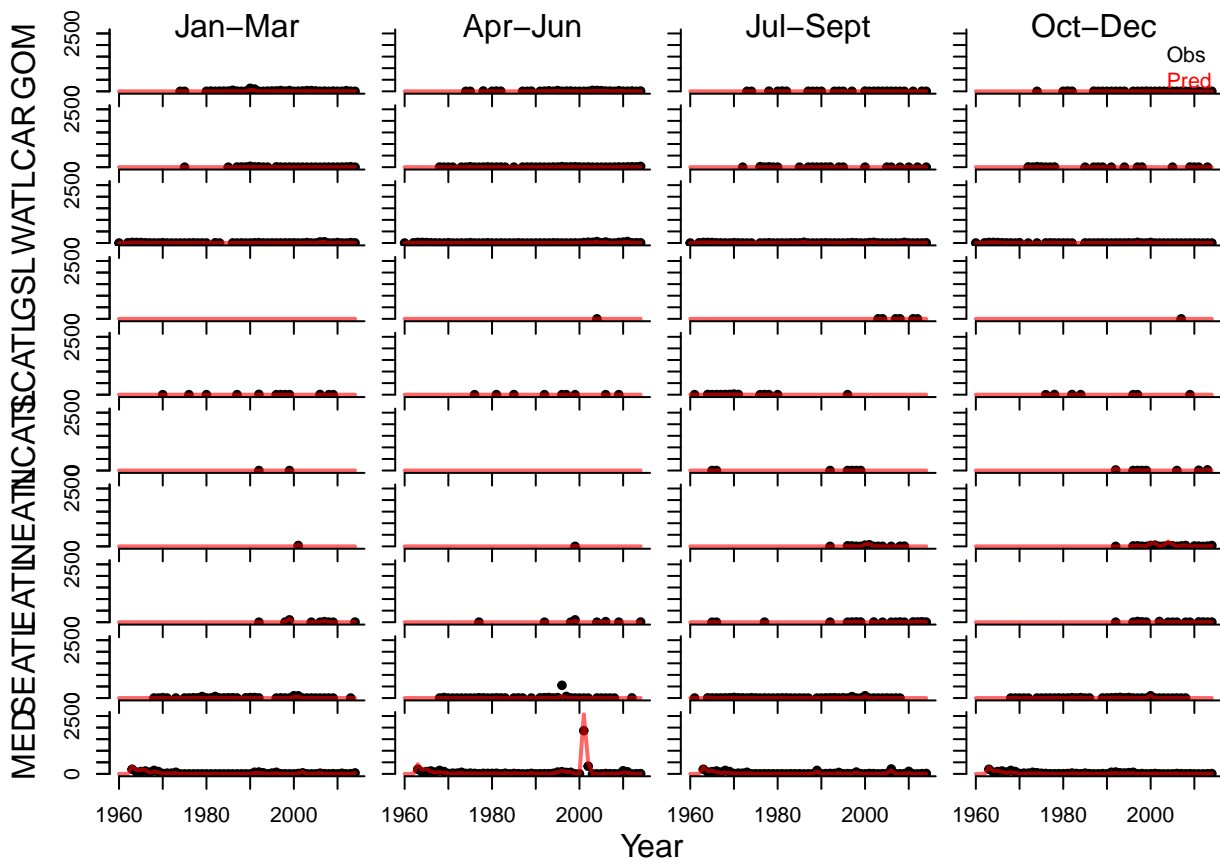 Jan–Mar Apr–Jun Jul–Sept Oct–Dec
Obs
Pred
GOM
2500
CAR
2500
WATL
2500
GSL
2500
SCATL
2500
NCATL
2500
NEATL
2500
EATL
2500
SEATL
2500
MED
2500
0
1960 1980 2000 1960 1980 2000 1960 1980 2000 1960 1980 2000
Year